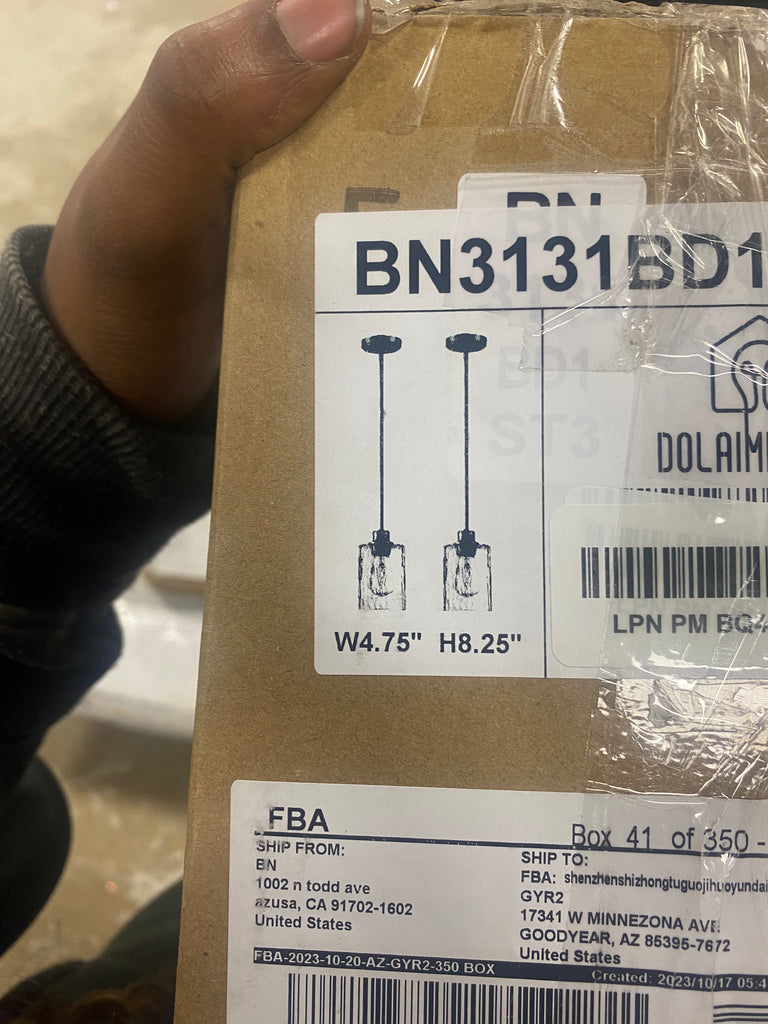 BN
BN3131BD1
BD1
ST3
DOLAIM
LPN PM BQ4
W4.75" H8.25"
FBA
Box 41 of 350 -
SHIP FROM:
BN
1002 n todd ave
azusa, CA 91702-1602
United States
SHIP TO:
FBA: shenzhenshizhongtuguojihuoyundai
GYR2
17341 W MINNEZONA AVE.
GOODYEAR, AZ 85395-7672
United States
FBA-2023-10-20-AZ-GYR2-350 BOX
Created: 2023/10/17 05:4